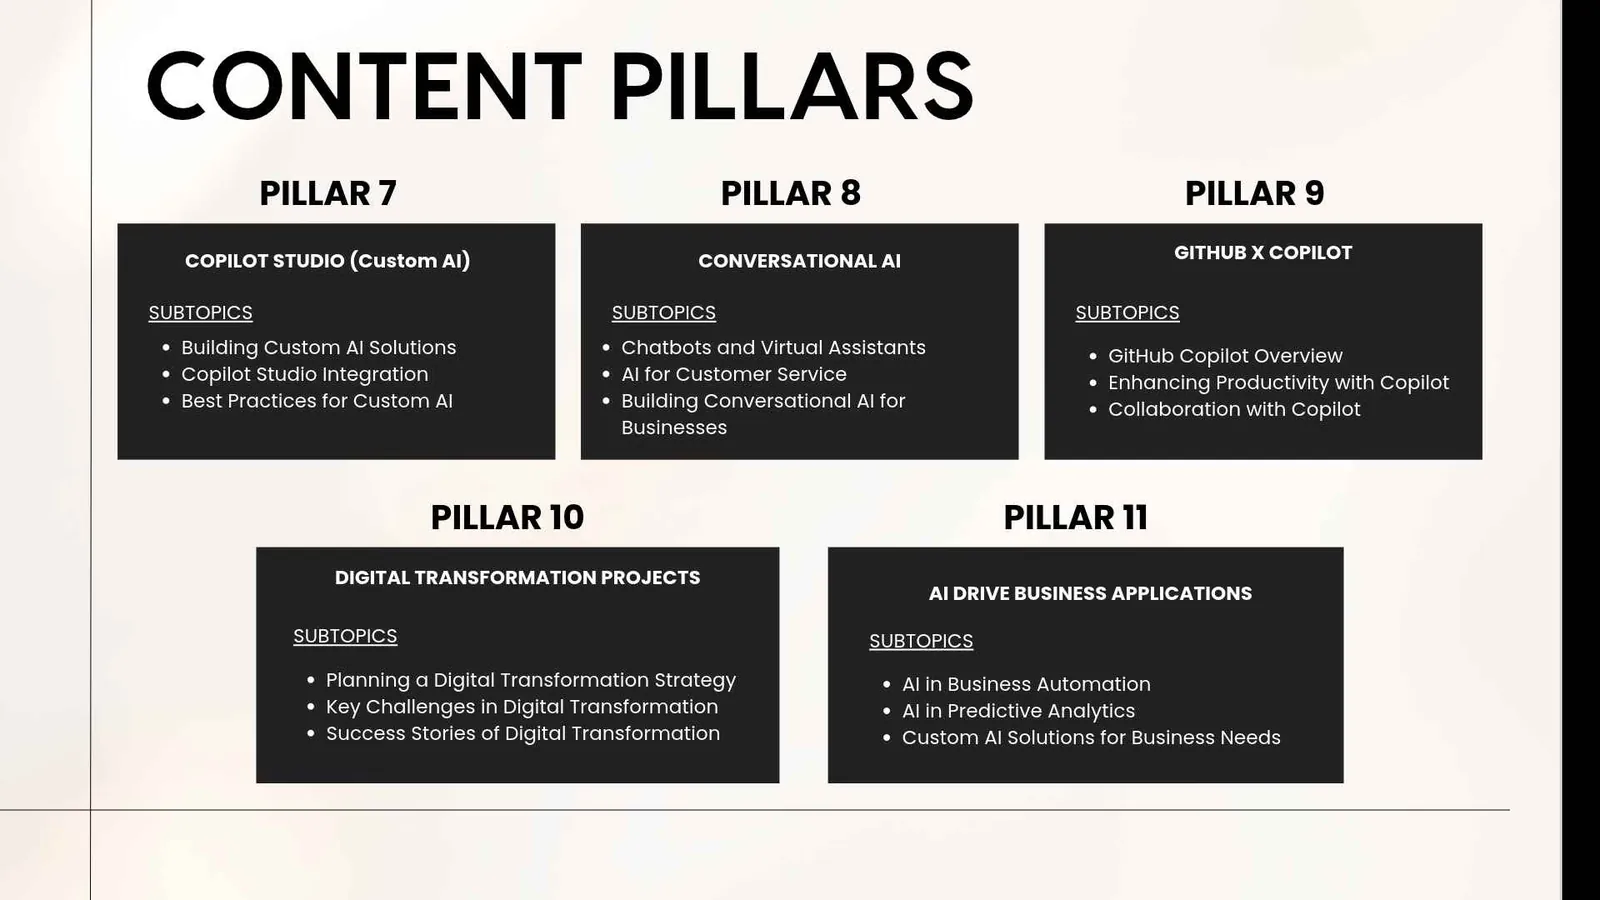 CONTENT PILLARS
PILLAR 7
COPILOT STUDIO (Custom AI)
SUBTOPICS
• Building Custom AI Solutions
• Copilot Studio Integration
• Best Practices for Custom AI
PILLAR 8
CONVERSATIONAL AI
SUBTOPICS
• Chatbots and Virtual Assistants
• AI for Customer Service
• Building Conversational AI for
Businesses
PILLAR 9
GITHUB X COPILOT
SUBTOPICS
• GitHub Copilot Overview
• Enhancing Productivity with Copilot
• Collaboration with Copilot
PILLAR 10
DIGITAL TRANSFORMATION PROJECTS
SUBTOPICS
• Planning a Digital Transformation Strategy
• Key Challenges in Digital Transformation
• Success Stories of Digital Transformation
PILLAR 11
AI DRIVE BUSINESS APPLICATIONS
SUBTOPICS
• AI in Business Automation
• AI in Predictive Analytics
• Custom AI Solutions for Business Needs